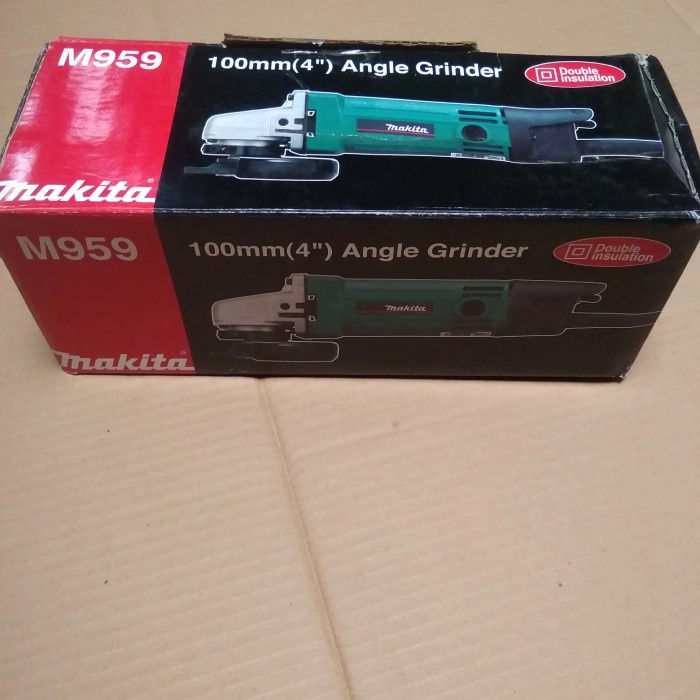 M959
100mm(4") Angle Grinder
Double
Insulation
makita
makita
M959
100mm(4") Angle Grinder
Double
Insulation
makita
makita